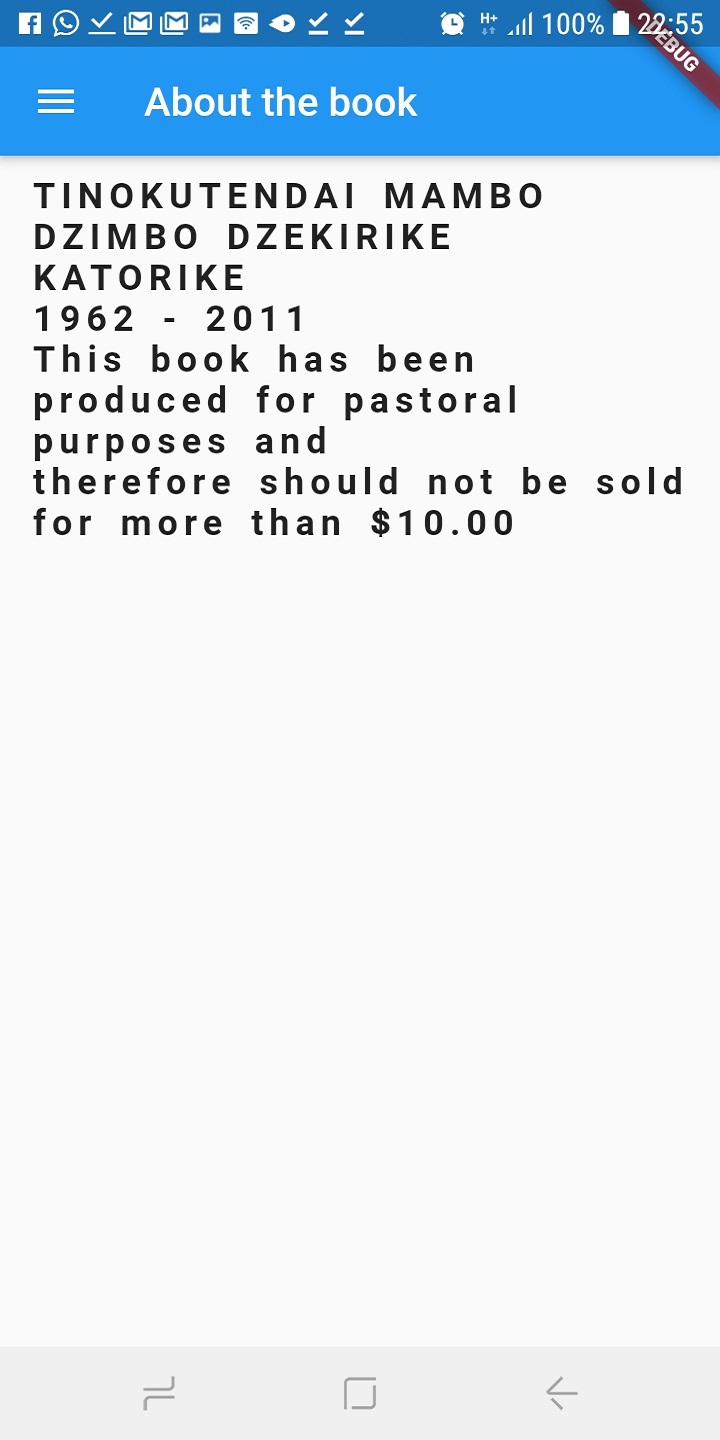 H+ 100% 22:55
DEBUG
About the book
TINOKUTENDAI MAMBO
DZIMBO DZEKIRIKE
KATORIKE
1962 - 2011
This book has been
produced for pastoral
purposes and
therefore should not be sold
for more than $10.00